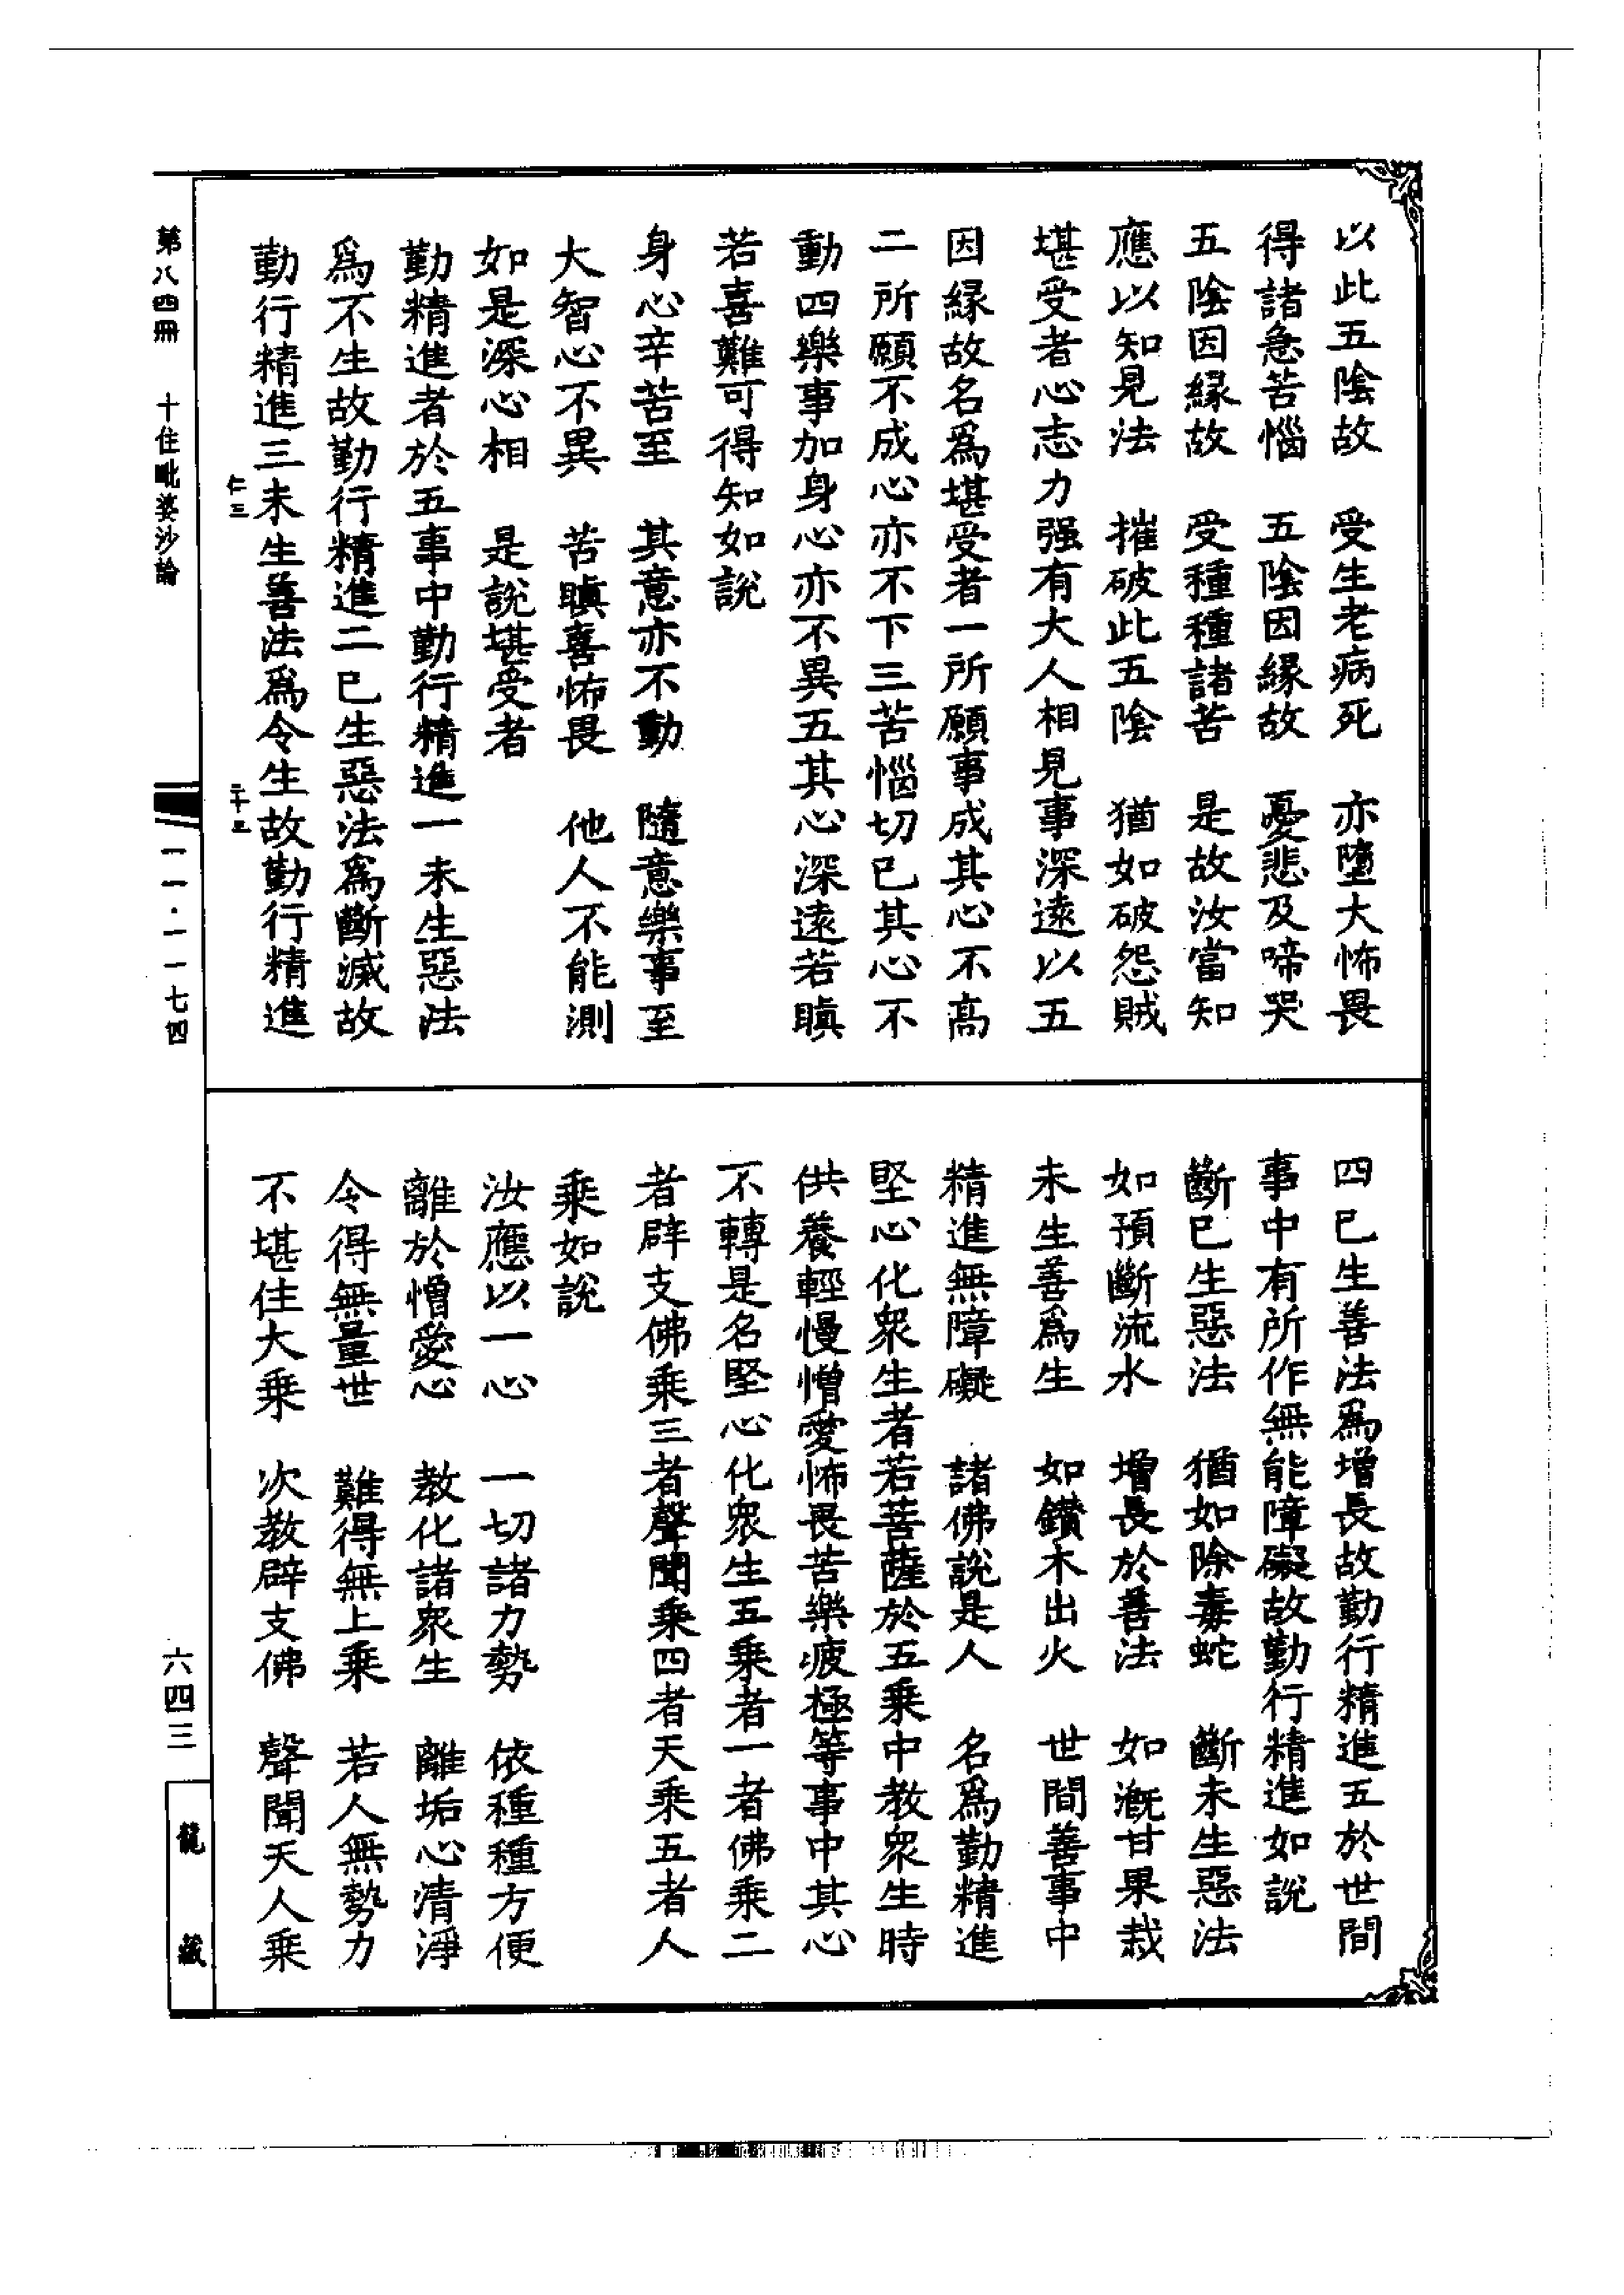 以此五陰故　受生老病死　亦墮大怖畏
得諸急苦惱　五陰因緣故　憂悲及啼哭
五陰因緣故　受種種諸苦　是故汝當知
應以知見法　摧破此五陰　猶如破怨賊
堪受者心志力强有大人相見事深遠以五
因緣故名爲堪受者一所願事成其心不高
二所願不成心亦不下三苦惱切已其心不
動四樂事加身心亦不異五其心深遠若瞋
若喜難可得知如說
身心辛苦至　其意亦不動　隨意樂事至
大智心不異　苦瞋喜怖畏　他人不能測
如是深心相　是說堪受者
勤精進者於五事中勤行精進一未生惡法
爲不生故勤行精進二已生惡法爲斷滅故
勤行精進三未生善法爲令生故勤行精進
仁三　二十三
第八四冊　十住毗婆沙論　一一·一一七四
四已生善法爲增長故勤行精進五於世間
事中有所作無能障礙故勤行精進如說
斷已生惡法　猶如除毒蛇　斷未生惡法
如預斷流水　增長於善法　如漑甘果栽
未生善爲生　如鑽木出火　世間善事中
精進無障礙　諸佛說是人　名爲勤精進
堅心化衆生者若菩薩於五乘中教衆生時
供養輕慢憎愛怖畏苦樂疲極等事中其心
不轉是名堅心化衆生五乘者一者佛乘二
者辟支佛乘三者聲聞乘四者天乘五者人
乘如說
汝應以一心　一切諸力勢　依種種方便
離於憎愛心　教化諸衆生　離垢心清淨
令得無量世　難得無上乘　若人無勢力
不堪住大乘　次教辟支佛　聲聞天人乘
六四三
龍藏